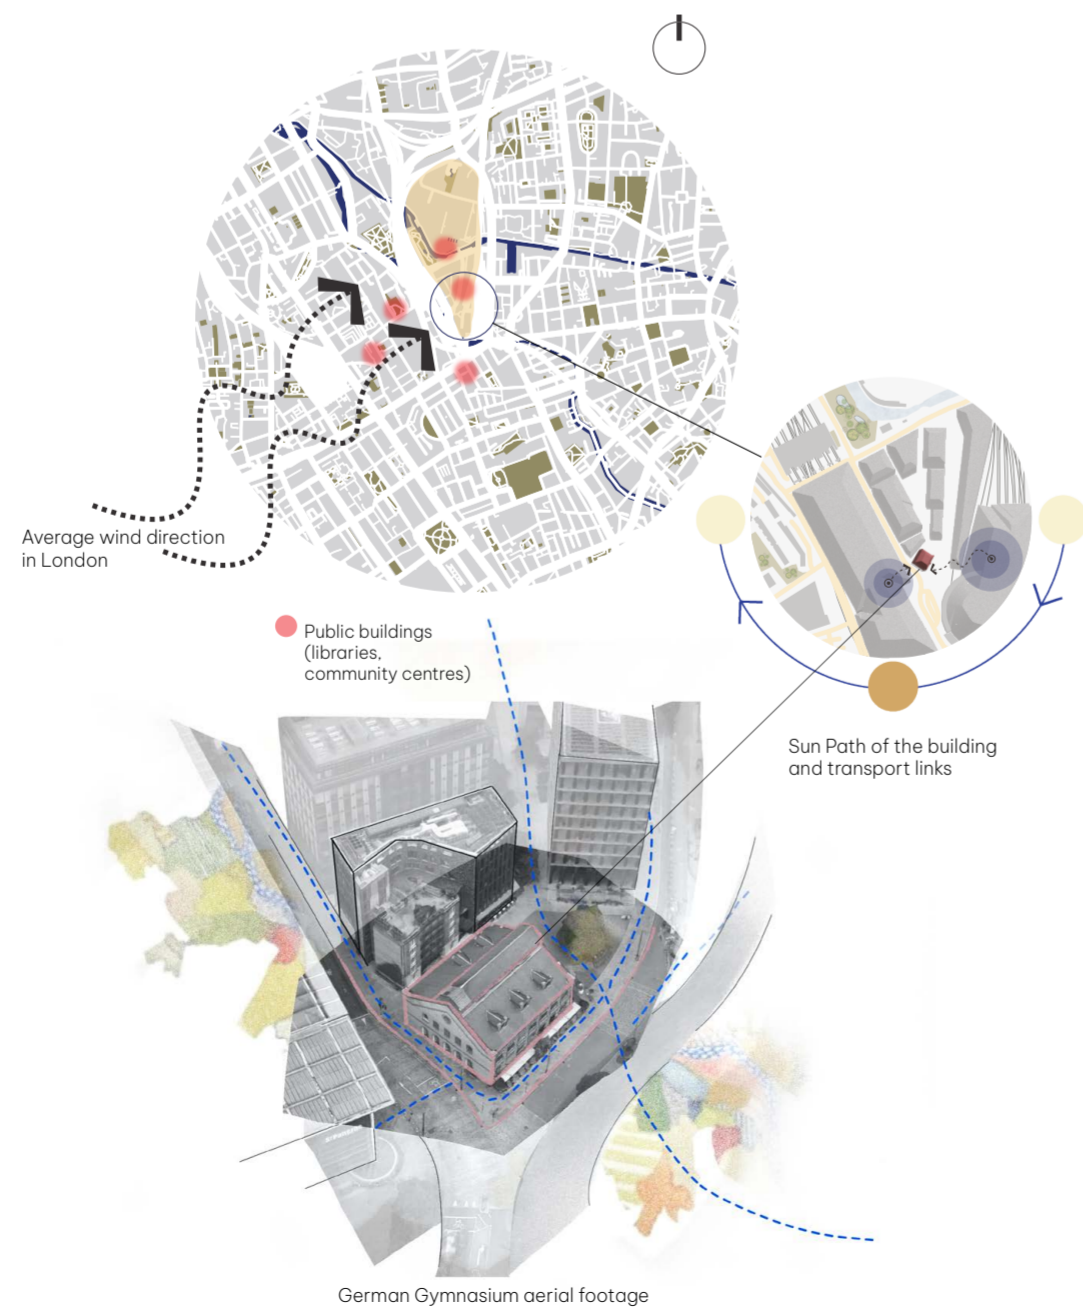 Average wind direction
in London
Public buildings
(libraries,
community centres)
Sun Path of the building
and transport links
German Gymnasium aerial footage